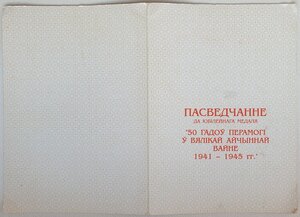 ПАСВЕДЧАННЕ
ДА ЮБІЛЕЙНАГА МЕДАЛЯ
"50 ГАДОЎ ПЕРАМОГІ
Ў ВЯЛІКАЙ АЙЧЫННАЙ
ВАЙНЕ
1941 – 1945 гг."